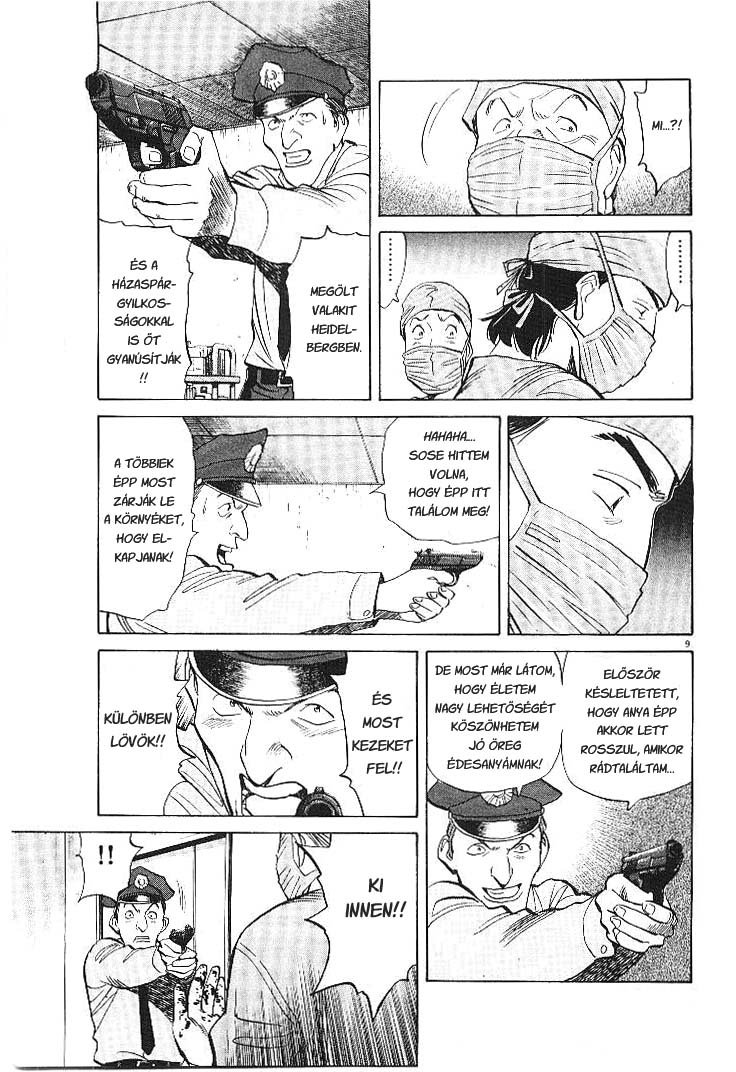 MI...?!
MEGÖLT
VALAKIT
HEIDEL-
BERGBEN.
ÉS A
HÁZASPÁR-
GYILKOS-
SÁGOKKAL
IS ŐT
GYANÚSÍTJÁK
!!
HAHAHA...
SOSE HITTEM
VOLNA,
HOGY ÉPP ITT
TALÁLOM MEG!
A TÖBBIEK
ÉPP MOST
ZÁRJÁK LE
A KÖRNYÉKET,
HOGY EL-
KAPJANAK!
9
ELŐSZÖR
KÉSLELTETETT,
HOGY ANYA ÉPP
AKKOR LETT
ROSSZUL, AMIKOR
RÁDTALÁLTAM...
DE MOST MÁR LÁTOM,
HOGY ÉLETEM
NAGY LEHETŐSÉGÉT
KÖSZÖNHETEM
JÓ ÖREG
ÉDESANYÁMNAK!
ÉS
MOST
KEZEKET
FEL!!
KÜLÖNBEN
LÖVÖK!!
KI
INNEN!!
!!